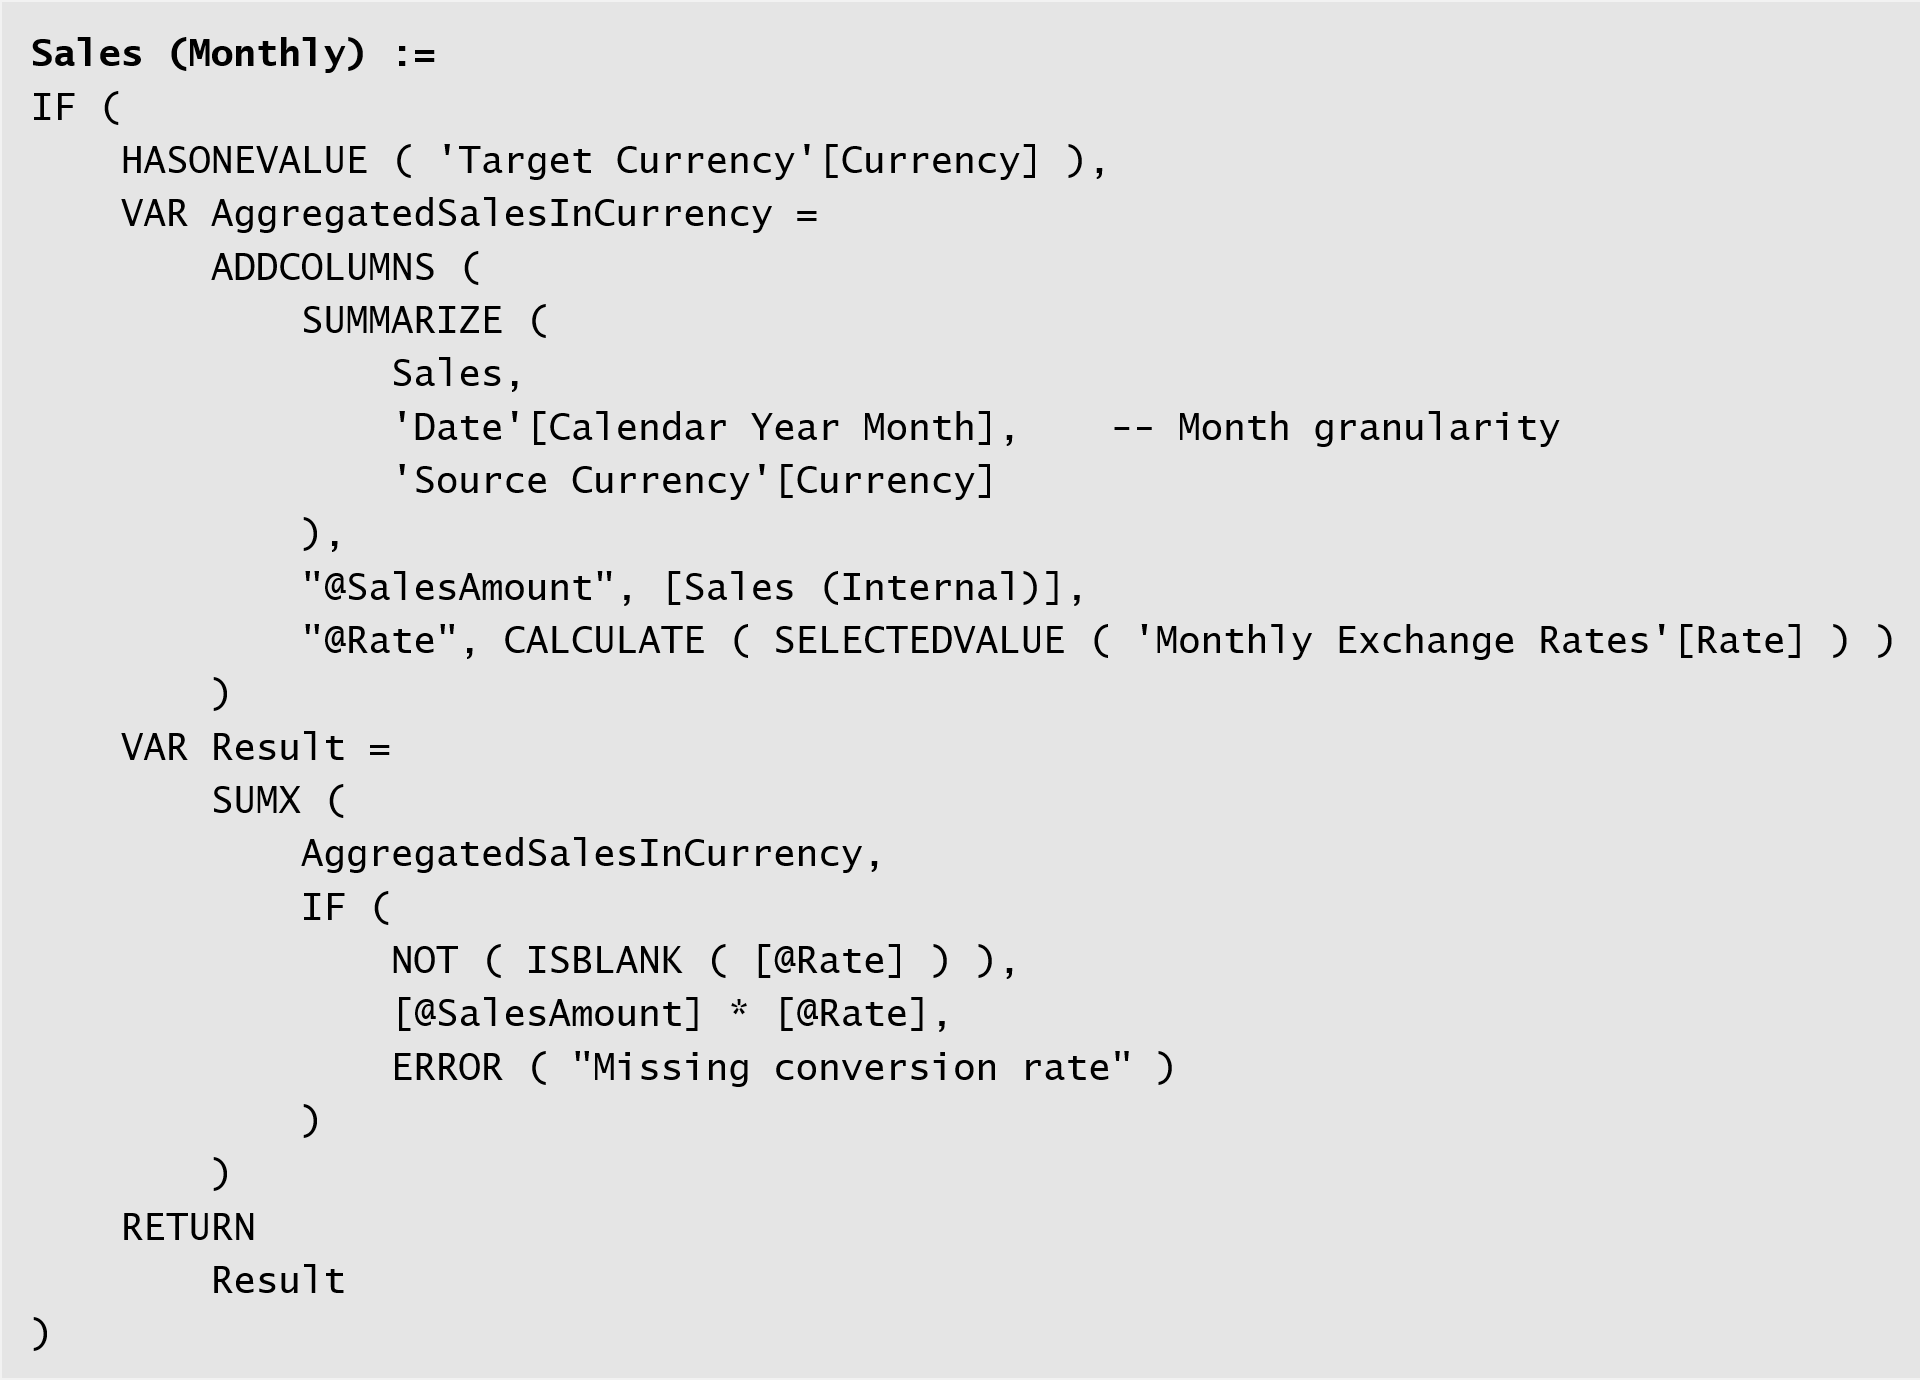 Sales (Monthly) :=
IF (
    HASONEVALUE ( 'Target Currency'[Currency] ),
    VAR AggregatedSalesInCurrency =
        ADDCOLUMNS (
            SUMMARIZE (
                Sales,
                'Date'[Calendar Year Month],    -- Month granularity
                'Source Currency'[Currency]
            ),
            "@SalesAmount", [Sales (Internal)],
            "@Rate", CALCULATE ( SELECTEDVALUE ( 'Monthly Exchange Rates'[Rate] ) )
        )
    VAR Result =
        SUMX (
            AggregatedSalesInCurrency,
            IF (
                NOT ( ISBLANK ( [@Rate] ) ),
                [@SalesAmount] * [@Rate],
                ERROR ( "Missing conversion rate" )
            )
        )
    RETURN
        Result
)